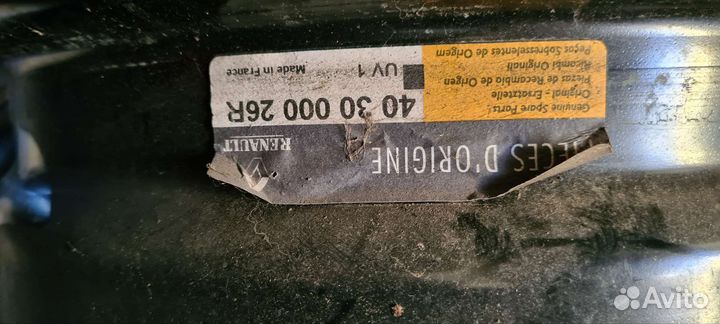 PIECES D'ORIGINE
RENAULT
40 30 000 26R
UV 1
Made in France
Genuine Spare Parts
Original - Ersatzteile
Piezas de Recambio de Origen
Ricambi Originali
Peças Sobresselentes de Origem
Avito